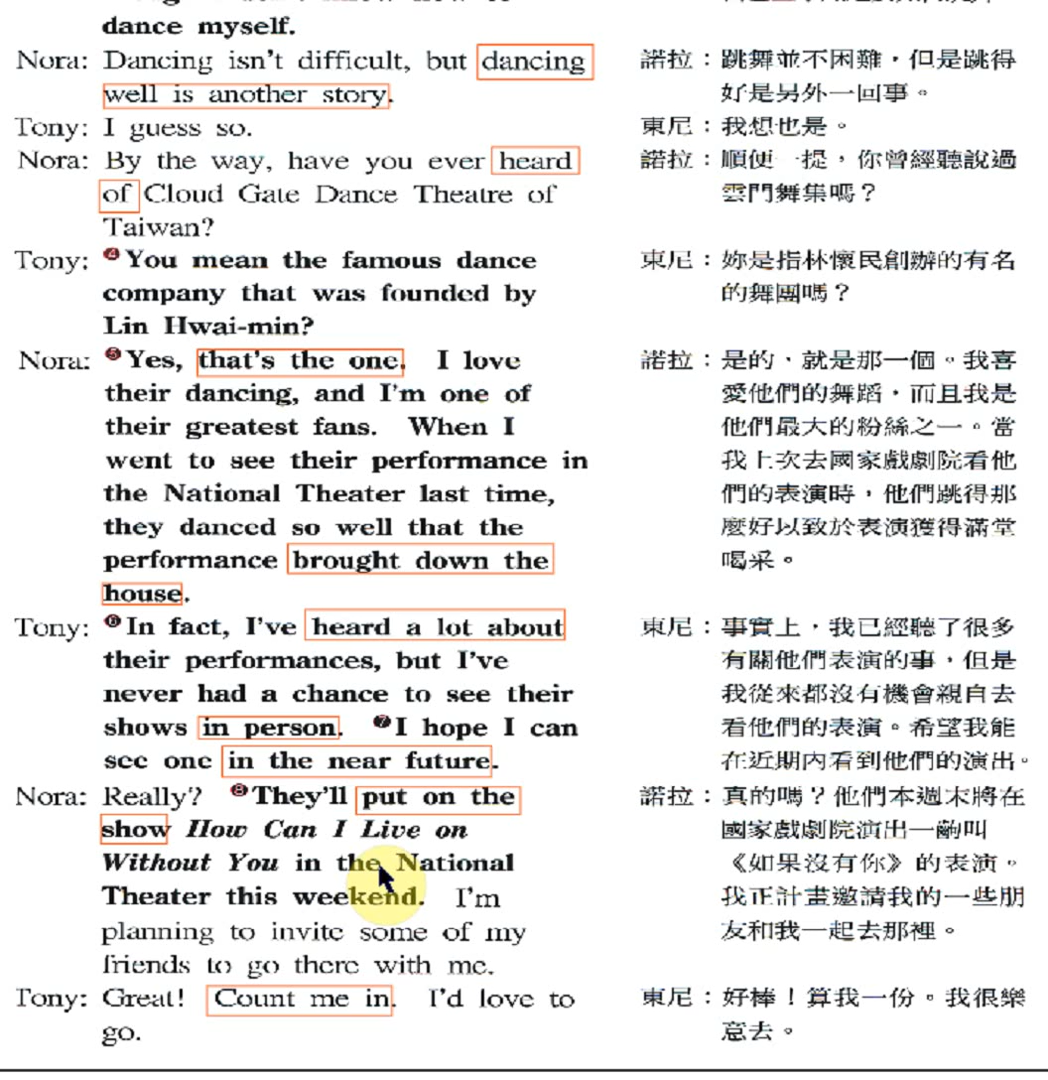 dance myself.
Nora: Dancing isn't difficult, but dancing
well is another story.
Tony: I guess so.
Nora: By the way, have you ever heard
of Cloud Gate Dance Theatre of
Taiwan?
Tony: ④You mean the famous dance
company that was founded by
Lin Hwai-min?
Nora: ⑤Yes, that's the one. I love
their dancing, and I'm one of
their greatest fans. When I
went to see their performance in
the National Theater last time,
they danced so well that the
performance brought down the
house.
Tony: ⑥In fact, I've heard a lot about
their performances, but I've
never had a chance to see their
shows in person. ⑦I hope I can
see one in the near future.
Nora: Really? ⑧They'll put on the
show How Can I Live on
Without You in the National
Theater this weekend. I'm
planning to invite some of my
friends to go there with me.
Tony: Great! Count me in. I'd love to
go.
諾拉：跳舞並不困難，但是跳得
好是另外一回事。
東尼：我想也是。
諾拉：順便一提，你曾經聽說過
雲門舞集嗎？
東尼：妳是指林懷民創辦的有名
的舞團嗎？
諾拉：是的，就是那一個。我喜
愛他們的舞蹈，而且我是
他們最大的粉絲之一。當
我上次去國家戲劇院看他
們的表演時，他們跳得那
麼好以致於表演獲得滿堂
喝采。
東尼：事實上，我已經聽了很多
有關他們表演的事，但是
我從來都沒有機會親自去
看他們的表演。希望我能
在近期內看到他們的演出。
諾拉：真的嗎？他們本週末將在
國家戲劇院演出一齣叫
《如果沒有你》的表演。
我正計畫邀請我的一些朋
友和我一起去那裡。
東尼：好棒！算我一份。我很樂
意去。